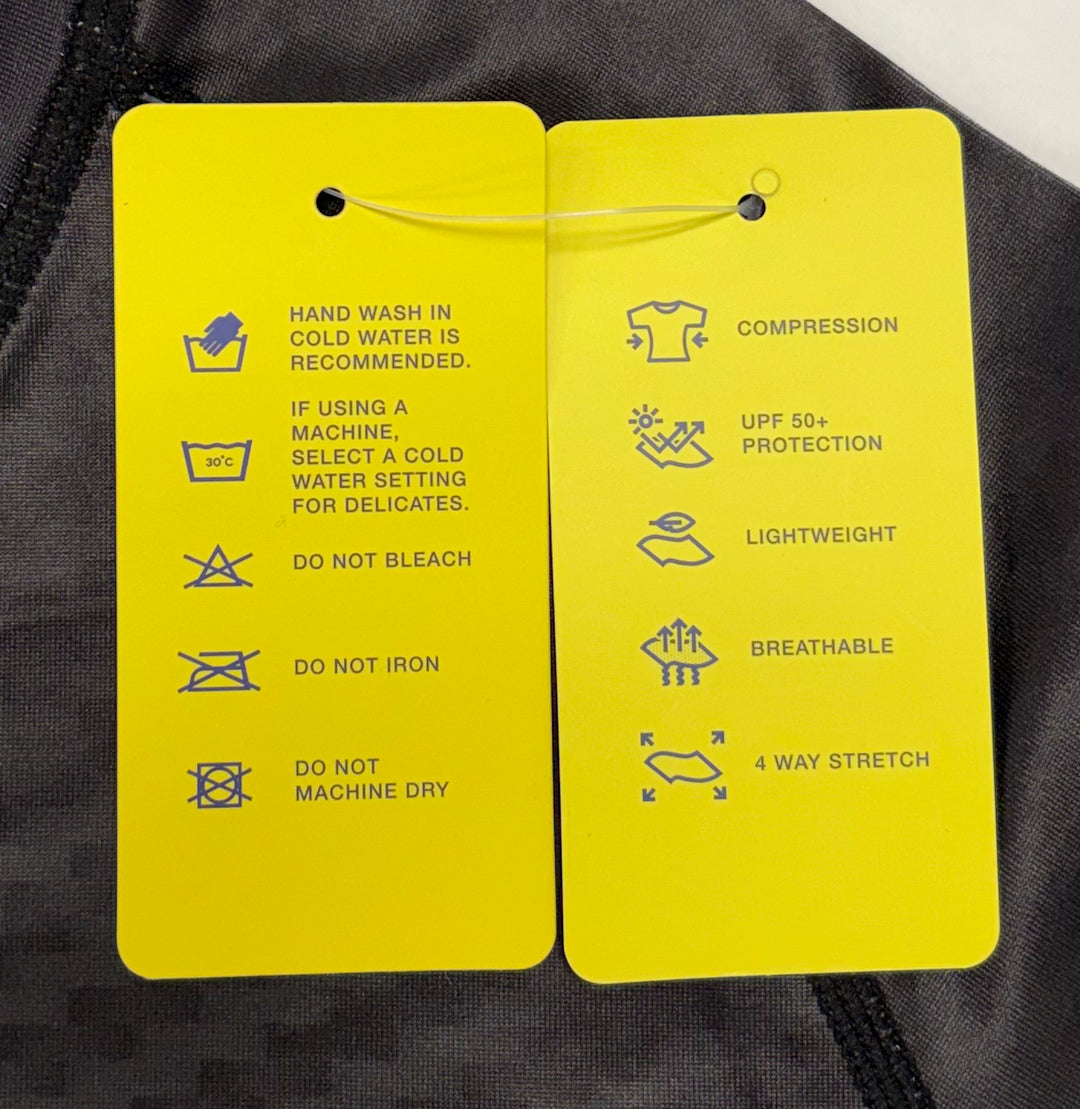 HAND WASH IN
COLD WATER IS
RECOMMENDED.
30°C
IF USING A
MACHINE,
SELECT A COLD
WATER SETTING
FOR DELICATES.
DO NOT BLEACH
DO NOT IRON
DO NOT
MACHINE DRY
COMPRESSION
UPF 50+
PROTECTION
LIGHTWEIGHT
BREATHABLE
4 WAY STRETCH